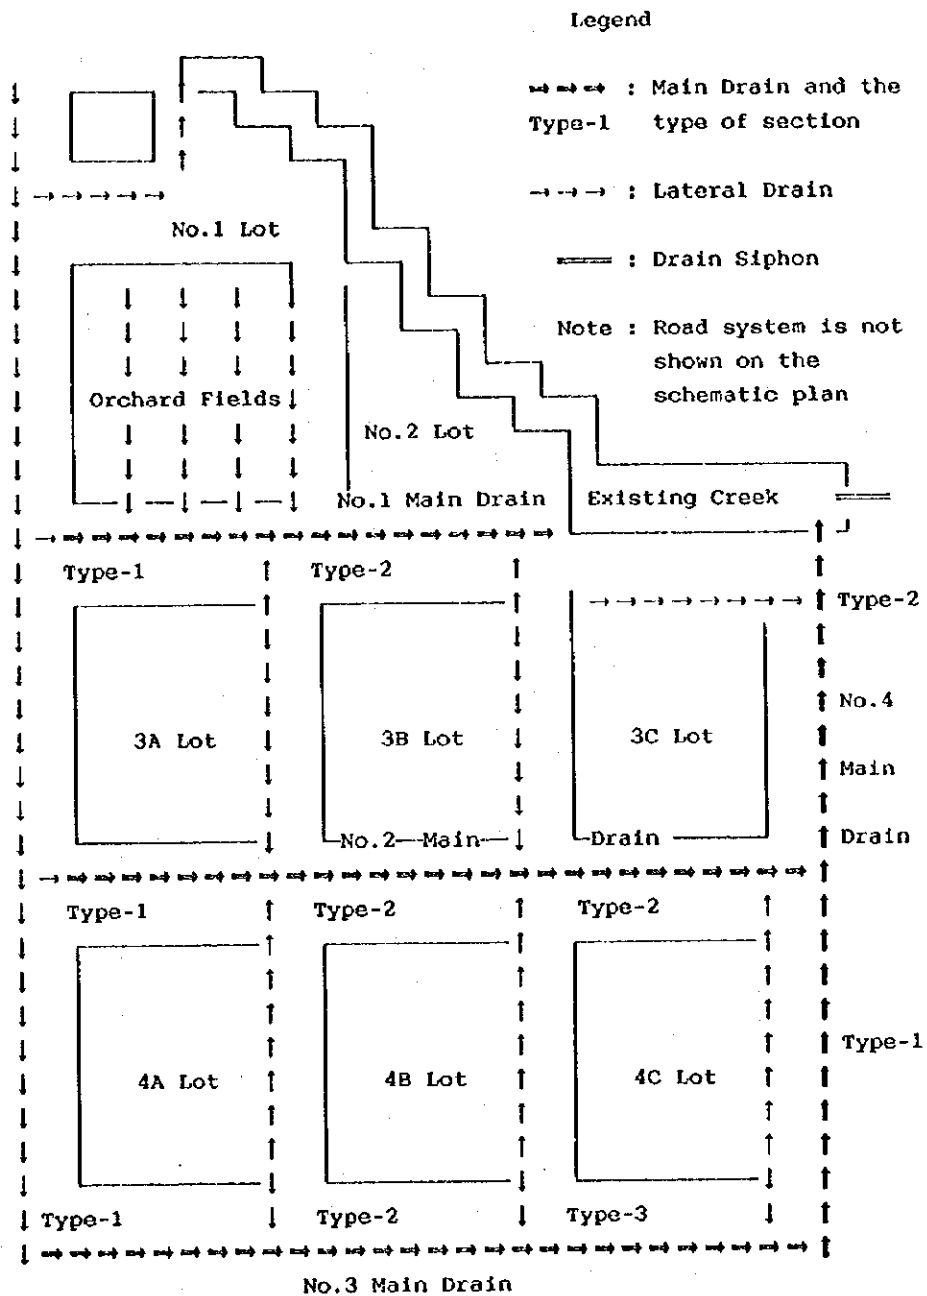 Legend
: Main Drain and the
Type-1 type of section
: Lateral Drain
No.1 Lot
: Drain Siphon
Note : Road system is not
shown on the
schematic plan
Orchard Fields
No.2 Lot
No.1 Main Drain
Existing Creek
Type-1
Type-2
Type-2
No.4
3A Lot
3B Lot
3C Lot
Main
No.2 Main
Drain
Drain
Type-1
Type-2
Type-2
Type-1
4A Lot
4B Lot
4C Lot
Type-1
Type-2
Type-3
No.3 Main Drain